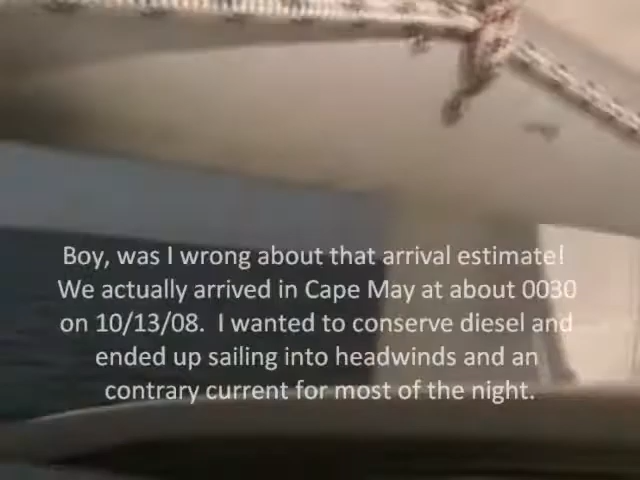 Boy, was I wrong about that arrival estimate!
We actually arrived in Cape May at about 0030
on 10/13/08. I wanted to conserve diesel and
ended up sailing into headwinds and an
contrary current for most of the night.